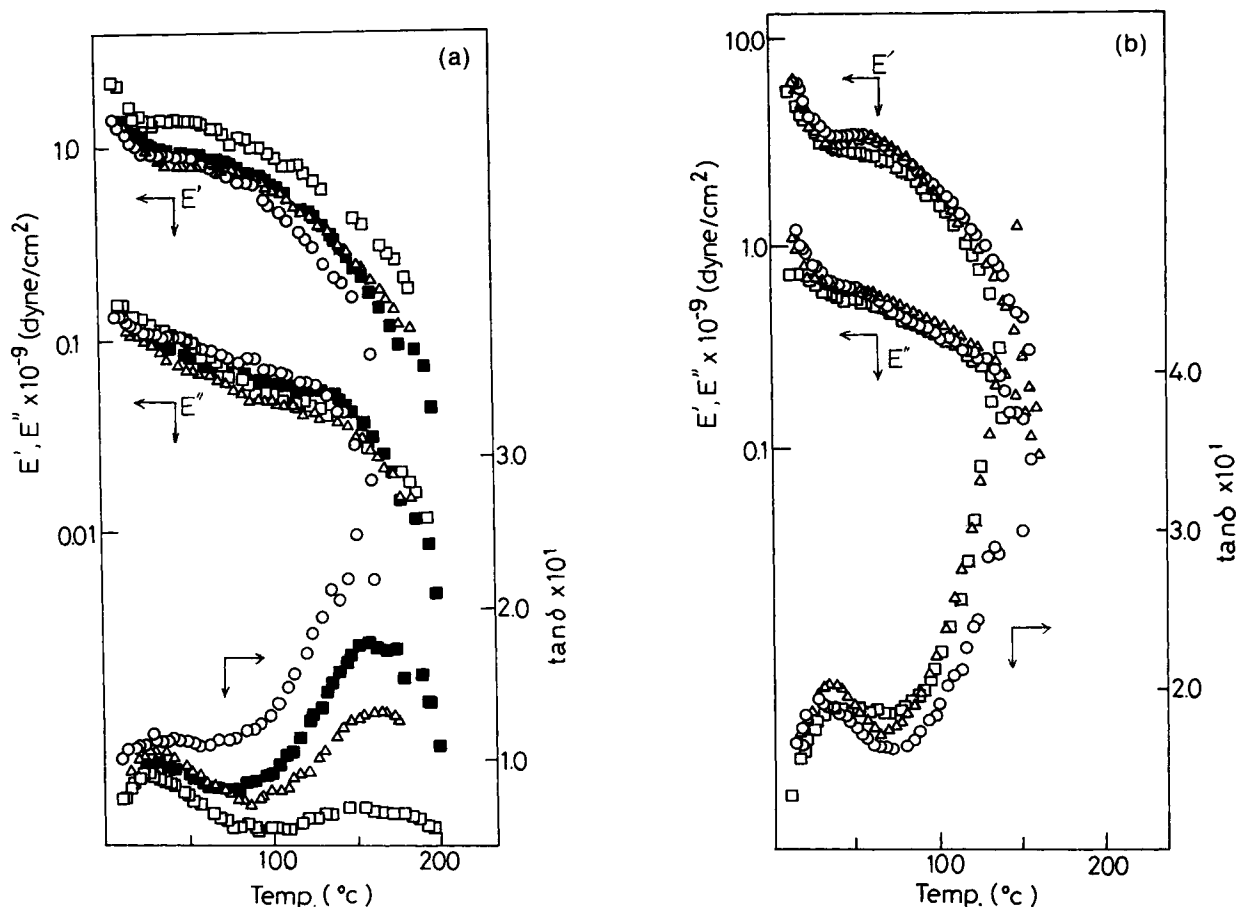 (a)
1.0
E'
E', E" x 10⁻⁹ (dyne/cm²)
0.1
E"
3.0
0.01
2.0
tanδ x10¹
1.0
100
200
Temp. (°c)
(b)
10.0
E'
1.0
E', E" x 10⁻⁹ (dyne/cm²)
E"
4.0
0.1
3.0
tanδ x10¹
2.0
100
200
Temp. (°c)